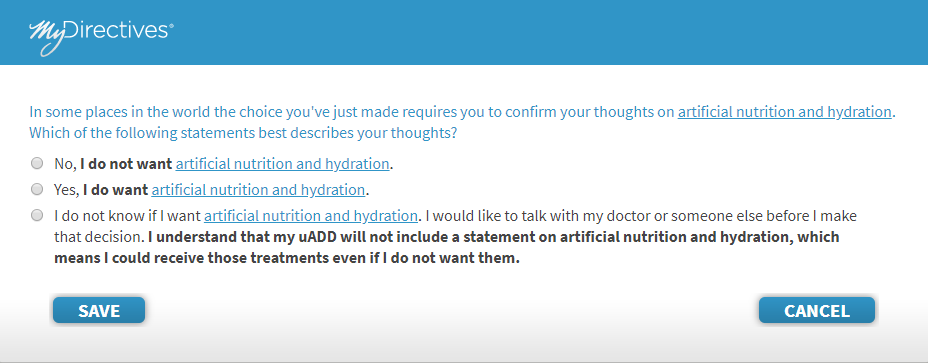 MyDirectives®
In some places in the world the choice you've just made requires you to confirm your thoughts on artificial nutrition and hydration.
Which of the following statements best describes your thoughts?
No, I do not want artificial nutrition and hydration.
Yes, I do want artificial nutrition and hydration.
I do not know if I want artificial nutrition and hydration. I would like to talk with my doctor or someone else before I make
that decision. I understand that my uADD will not include a statement on artificial nutrition and hydration, which
means I could receive those treatments even if I do not want them.
SAVE
CANCEL